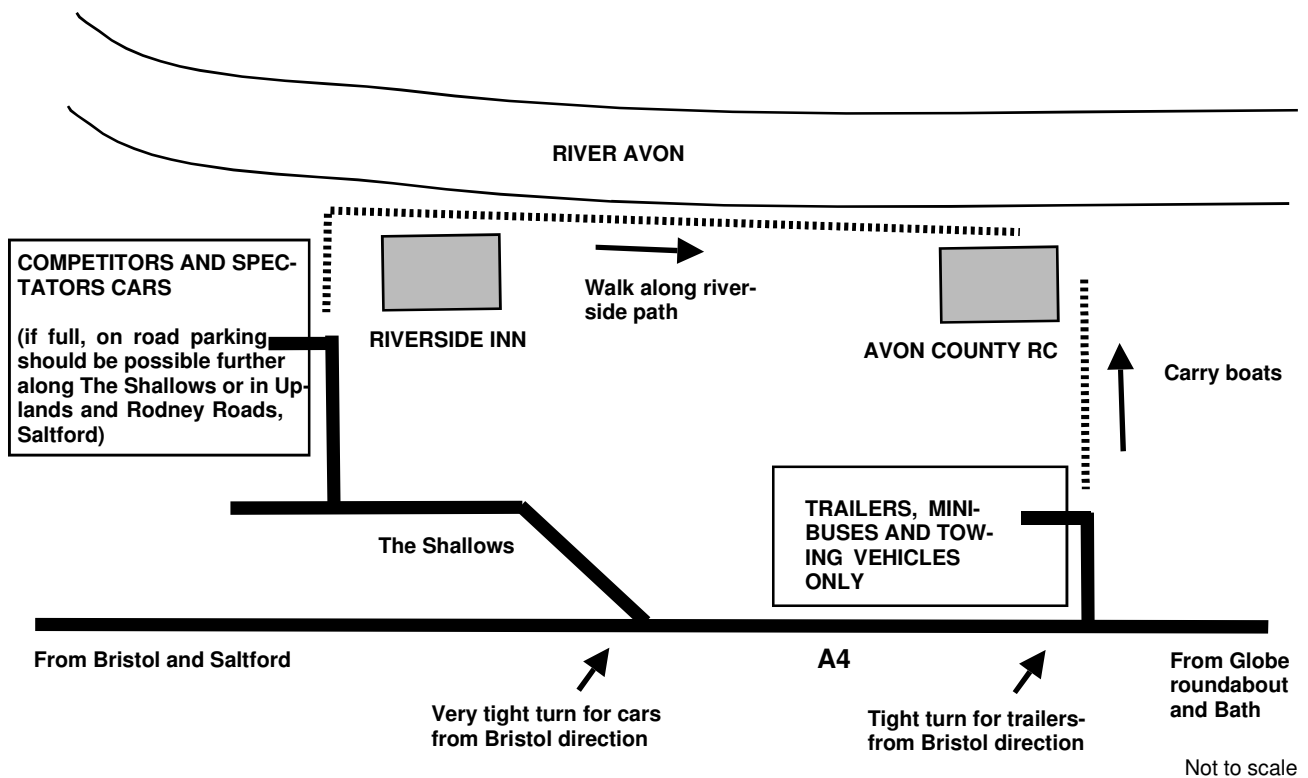 RIVER AVON
COMPETITORS AND SPEC-
TATORS CARS
(if full, on road parking
should be possible further
along The Shallows or in Up-
lands and Rodney Roads,
Saltford)
RIVERSIDE INN
Walk along river-
side path
AVON COUNTY RC
Carry boats
TRAILERS, MINI-
BUSES AND TOW-
ING VEHICLES
ONLY
The Shallows
From Bristol and Saltford
A4
From Globe
roundabout
and Bath
Very tight turn for cars
from Bristol direction
Tight turn for trailers-
from Bristol direction
Not to scale